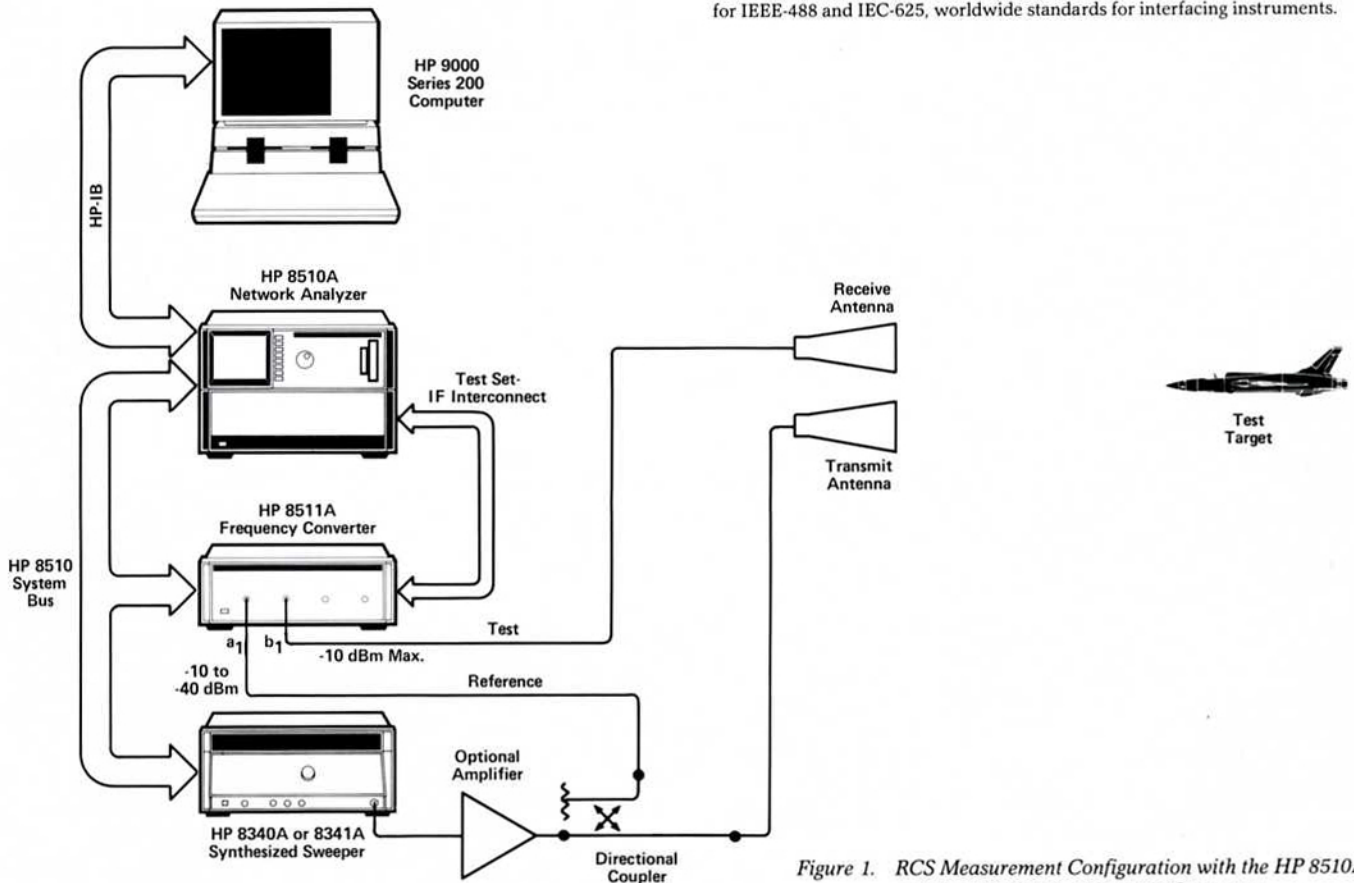 for IEEE-488 and IEC-625, worldwide standards for interfacing instruments.
HP 9000
Series 200
Computer
HP-IB
HP 8510A
Network Analyzer
Test Set-
IF Interconnect
Receive
Antenna
Transmit
Antenna
Test
Target
HP 8511A
Frequency Converter
HP 8510
System
Bus
a1
b1
-10 dBm Max.
Test
-10 to
-40 dBm
Reference
Optional
Amplifier
HP 8340A or 8341A
Synthesized Sweeper
Directional
Coupler
Figure 1. RCS Measurement Configuration with the HP 8510.